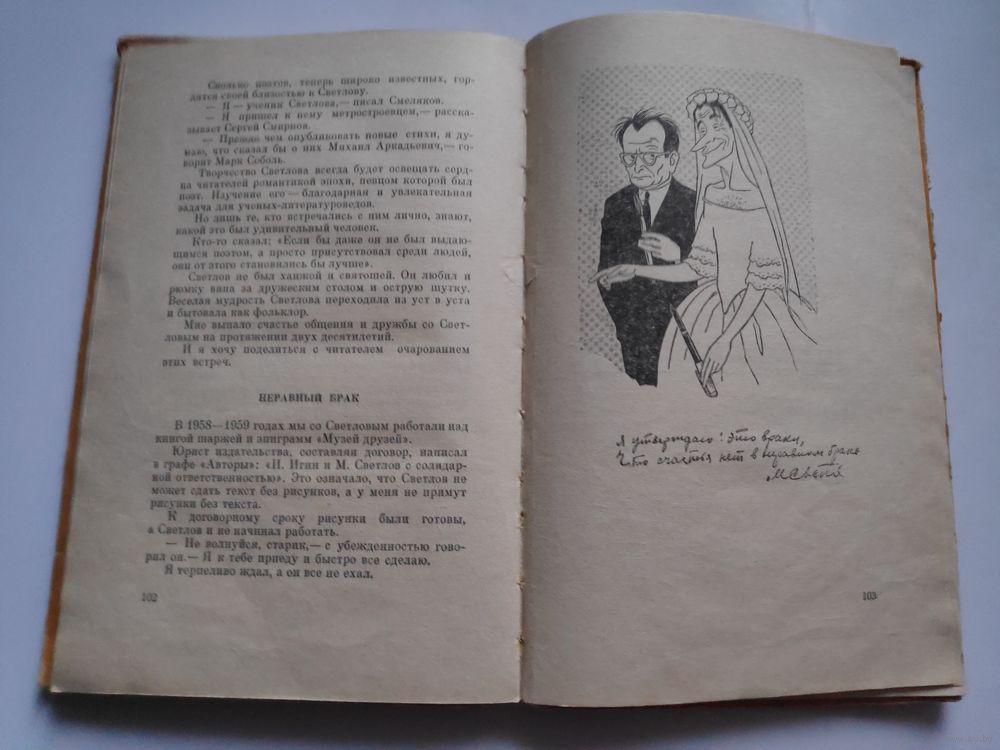 Сколько поэтов, теперь широко известных, гор-
дятся своей близостью к Светлову.
— Я — ученик Светлова,— писал Смеляков.
— Я пришел к нему метростроевцем,— расска-
зывает Сергей Смирнов.
— Прежде чем опубликовать новые стихи, я ду-
маю, что сказал бы о них Михаил Аркадьевич,— го-
ворит Марк Соболь.
Творчество Светлова всегда будет освещать серд-
ца читателей романтикой эпохи, певцом которой был
поэт. Изучение его — благодарная и увлекательная
задача для ученых-литературоведов.
Но лишь те, кто встречались с ним лично, знают,
какой это был удивительный человек.
Кто-то сказал: «Если бы даже он не был выдаю-
щимся поэтом, а просто присутствовал среди людей,
они от этого становились бы лучше».
Светлов не был ханжой и святошей. Он любил и
рюмку вина за дружеским столом и острую шутку.
Веселая мудрость Светлова переходила из уст в уста
и бытовала как фольклор.
Мне выпало счастье общения и дружбы со Свет-
ловым на протяжении двух десятилетий.
И я хочу поделиться с читателем очарованием
этих встреч.
НЕРАВНЫЙ БРАК
В 1958—1959 годах мы со Светловым работали над
книгой шаржей и эпиграмм «Музей друзей».
Юрист издательства, составляя договор, написал
в графе «Авторы»: «И. Игин и М. Светлов с солидар-
ной ответственностью». Это означало, что Светлов не
может сдать текст без рисунков, а у меня не примут
рисунки без текста.
К договорному сроку рисунки были готовы,
а Светлов и не начинал работать.
— Не волнуйся, старик,— с убежденностью гово-
рил он.— Я к тебе приеду и быстро все сделаю.
Я терпеливо ждал, а он все не ехал.
102
Я утверждаю: это враки,
Что счастья нет в неравном браке
М Светл
103